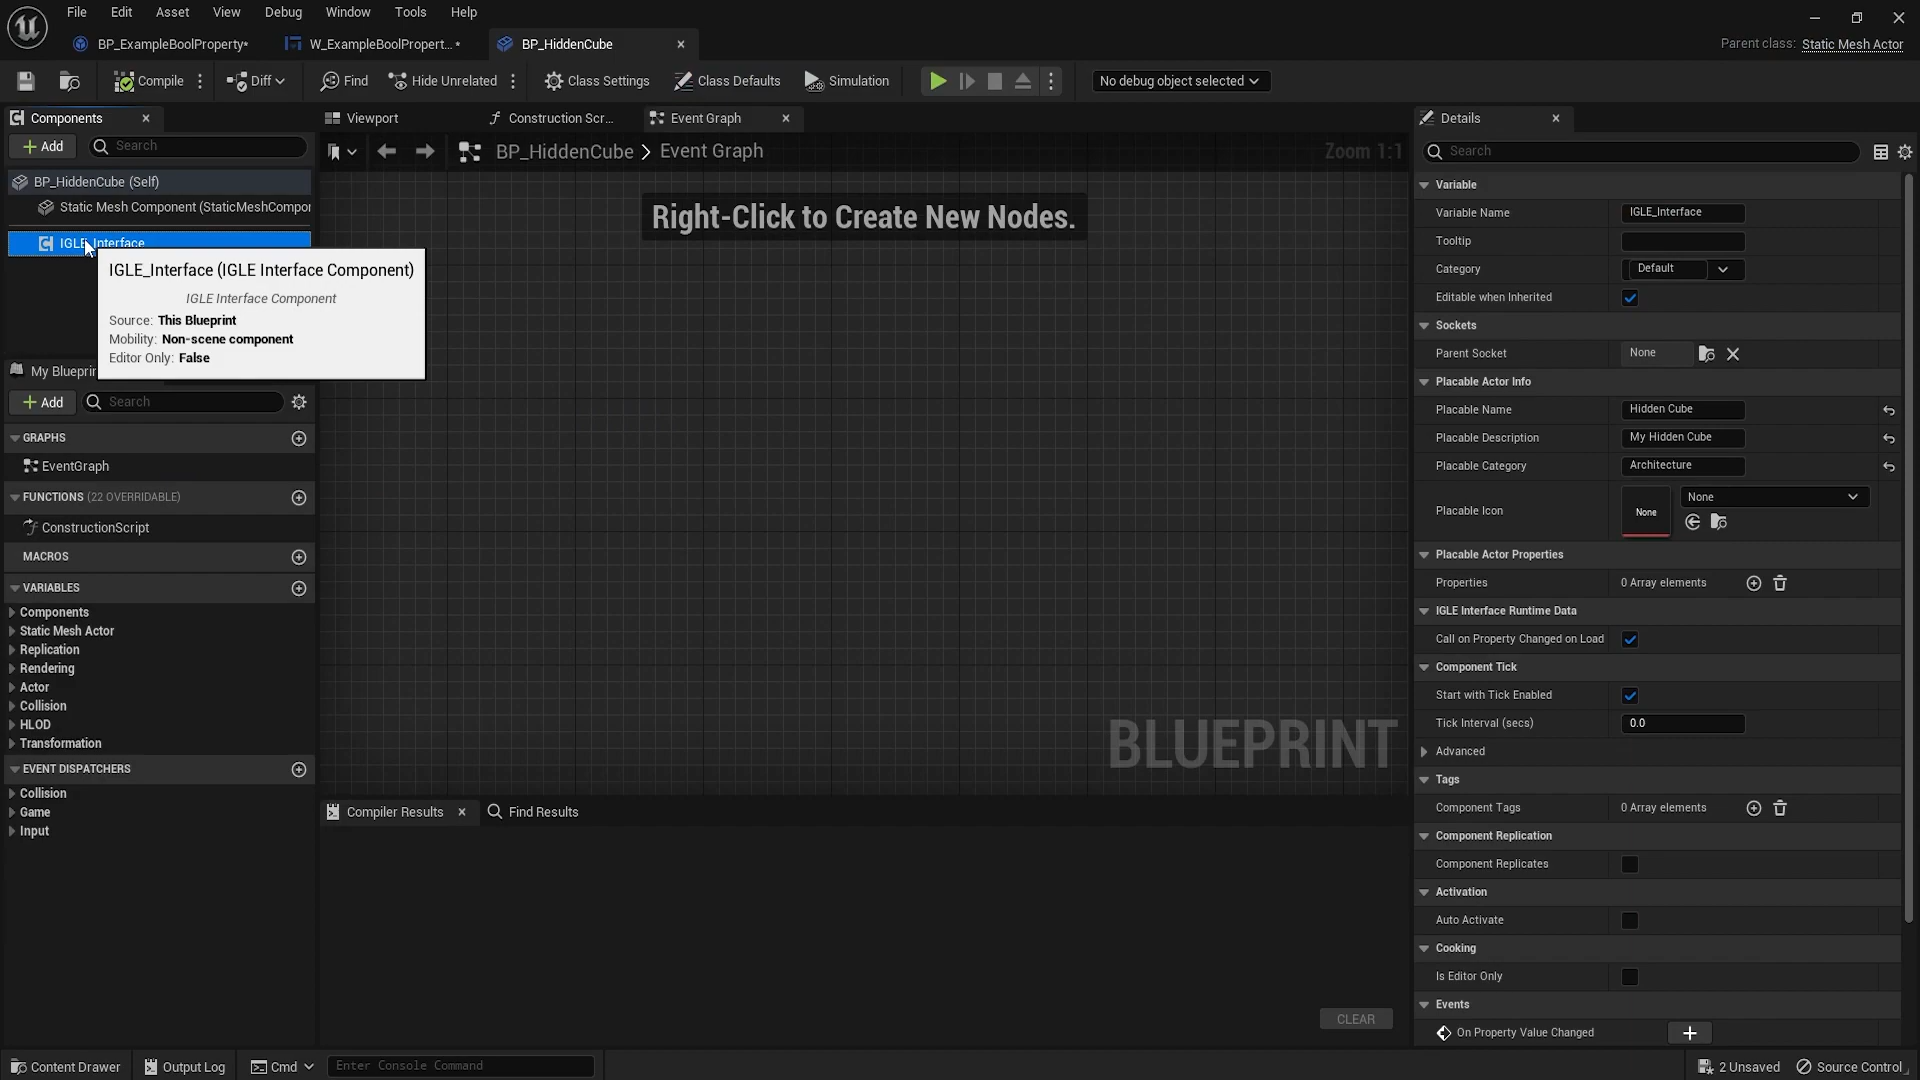 File Edit Asset View Debug Window Tools Help
BP_ExampleBoolProperty* W_ExampleBoolPropert... * BP_HiddenCube
Parent class: Static Mesh Actor
Compile Diff Find Hide Unrelated Class Settings Class Defaults Simulation No debug object selected
Components
Add Search
BP_HiddenCube (Self)
Static Mesh Component (StaticMeshCompor
IGLE_Interface
IGLE_Interface (IGLE Interface Component)
IGLE Interface Component
Source: This Blueprint
Mobility: Non-scene component
Editor Only: False
My Blueprin
Add Search
GRAPHS
EventGraph
FUNCTIONS (22 OVERRIDABLE)
ConstructionScript
MACROS
VARIABLES
Components
Static Mesh Actor
Replication
Rendering
Actor
Collision
HLOD
Transformation
EVENT DISPATCHERS
Collision
Game
Input
Viewport Construction Scr... Event Graph
BP_HiddenCube Event Graph Zoom 1:1
Right-Click to Create New Nodes.
BLUEPRINT
Compiler Results Find Results
CLEAR
Details
Search
Variable
Variable Name IGLE_Interface
Tooltip
Category Default
Editable when Inherited
Sockets
Parent Socket None
Placable Actor Info
Placable Name Hidden Cube
Placable Description My Hidden Cube
Placable Category Architecture
Placable Icon None None
Placable Actor Properties
Properties 0 Array elements
IGLE Interface Runtime Data
Call on Property Changed on Load
Component Tick
Start with Tick Enabled
Tick Interval (secs) 0.0
Advanced
Tags
Component Tags 0 Array elements
Component Replication
Component Replicates
Activation
Auto Activate
Cooking
Is Editor Only
Events
On Property Value Changed
Content Drawer Output Log Cmd Enter Console Command 2 Unsaved Source Control